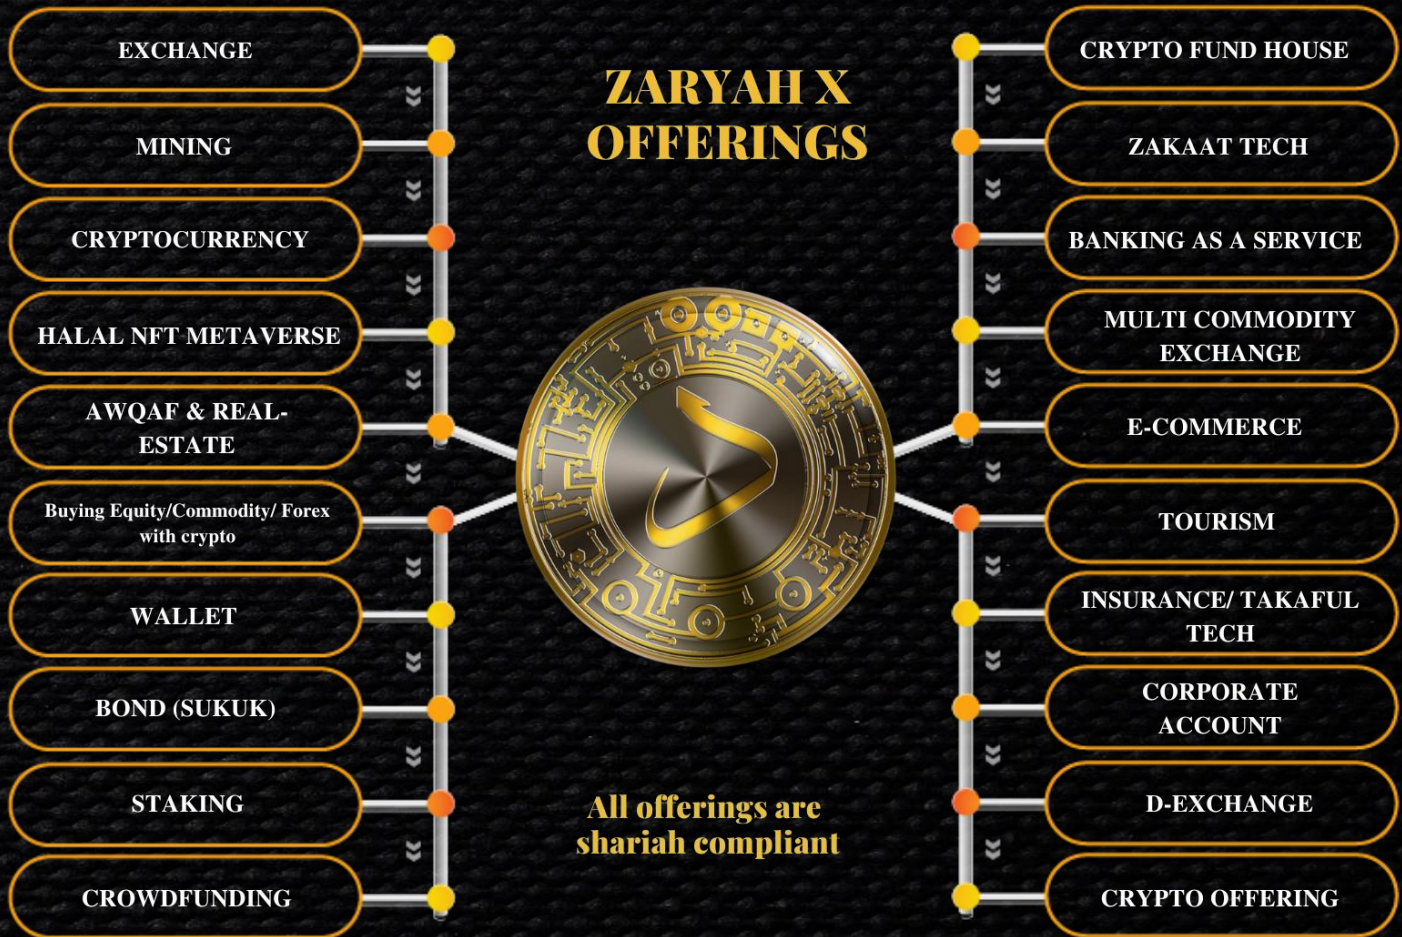 ZARYAH X
OFFERINGS
EXCHANGE
MINING
CRYPTOCURRENCY
HALAL NFT METAVERSE
AWQAF & REAL-
ESTATE
Buying Equity/Commodity/ Forex
with crypto
WALLET
BOND (SUKUK)
STAKING
CROWDFUNDING
CRYPTO FUND HOUSE
ZAKAAT TECH
BANKING AS A SERVICE
MULTI COMMODITY
EXCHANGE
E-COMMERCE
TOURISM
INSURANCE/ TAKAFUL
TECH
CORPORATE
ACCOUNT
D-EXCHANGE
CRYPTO OFFERING
All offerings are
shariah compliant